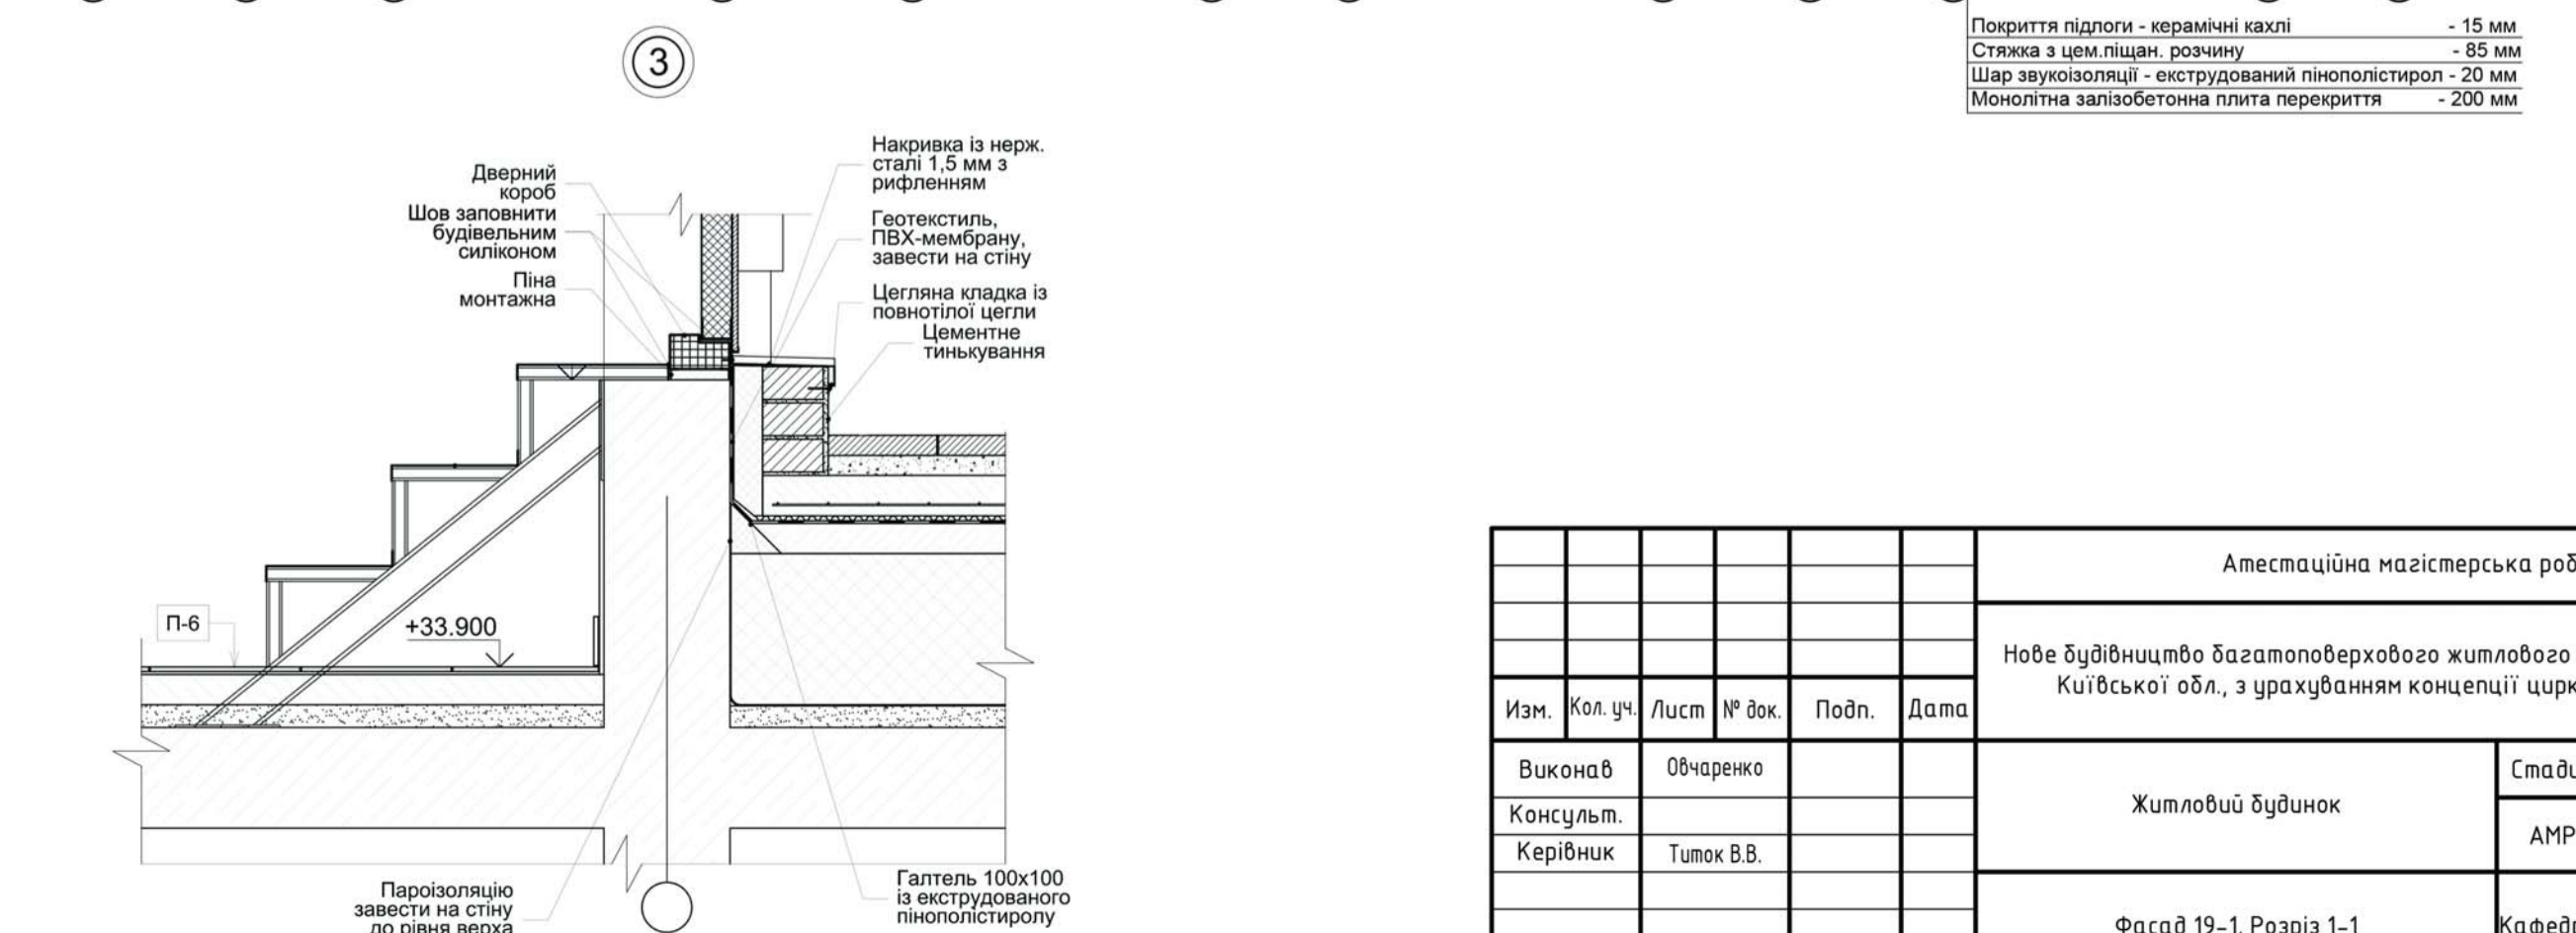 Покриття підлоги - керамічні кахлі - 15 мм
Стяжка з цем.піщан. розчину - 85 мм
Шар звукоізоляції - екструдований пінополістирол - 20 мм
Монолітна залізобетонна плита перекриття - 200 мм
3
Дверний
короб
Шов заповнити
будівельним
силіконом
Піна
монтажна
Накривка із нерж.
сталі 1,5 мм з
рифленням
Геотекстиль,
ПВХ-мембрану,
завести на стіну
Цегляна кладка із
повнотілої цегли
Цементне
тинькування
П-6
+33.900
Пароізоляцію
завести на стіну
до рівня верха
Галтель 100х100
із екструдованого
пінополістиролу
Атестаційна магістерська роб
Нове будівництво багатоповерхового житлового
Київської обл., з урахуванням концепції цирк
Изм. Кол. уч. Лист № док. Подп. Дата
Виконав Овчаренко
Консульт.
Керівник Титок В.В.
Житловий будинок
Стади
АМР
Фасад 19-1. Розріз 1-1
Кафед